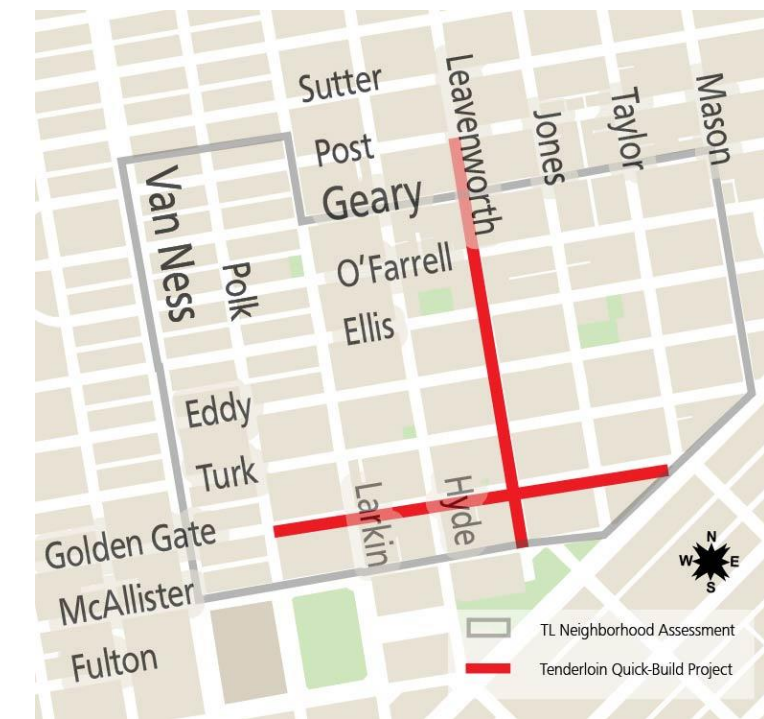 Sutter
Post
Geary
O'Farrell
Ellis
Eddy
Turk
Golden Gate
McAllister
Fulton
Van Ness
Polk
Larkin
Hyde
Leavenworth
Jones
Taylor
Mason
N
W E
S
TL Neighborhood Assessment
Tenderloin Quick-Build Project